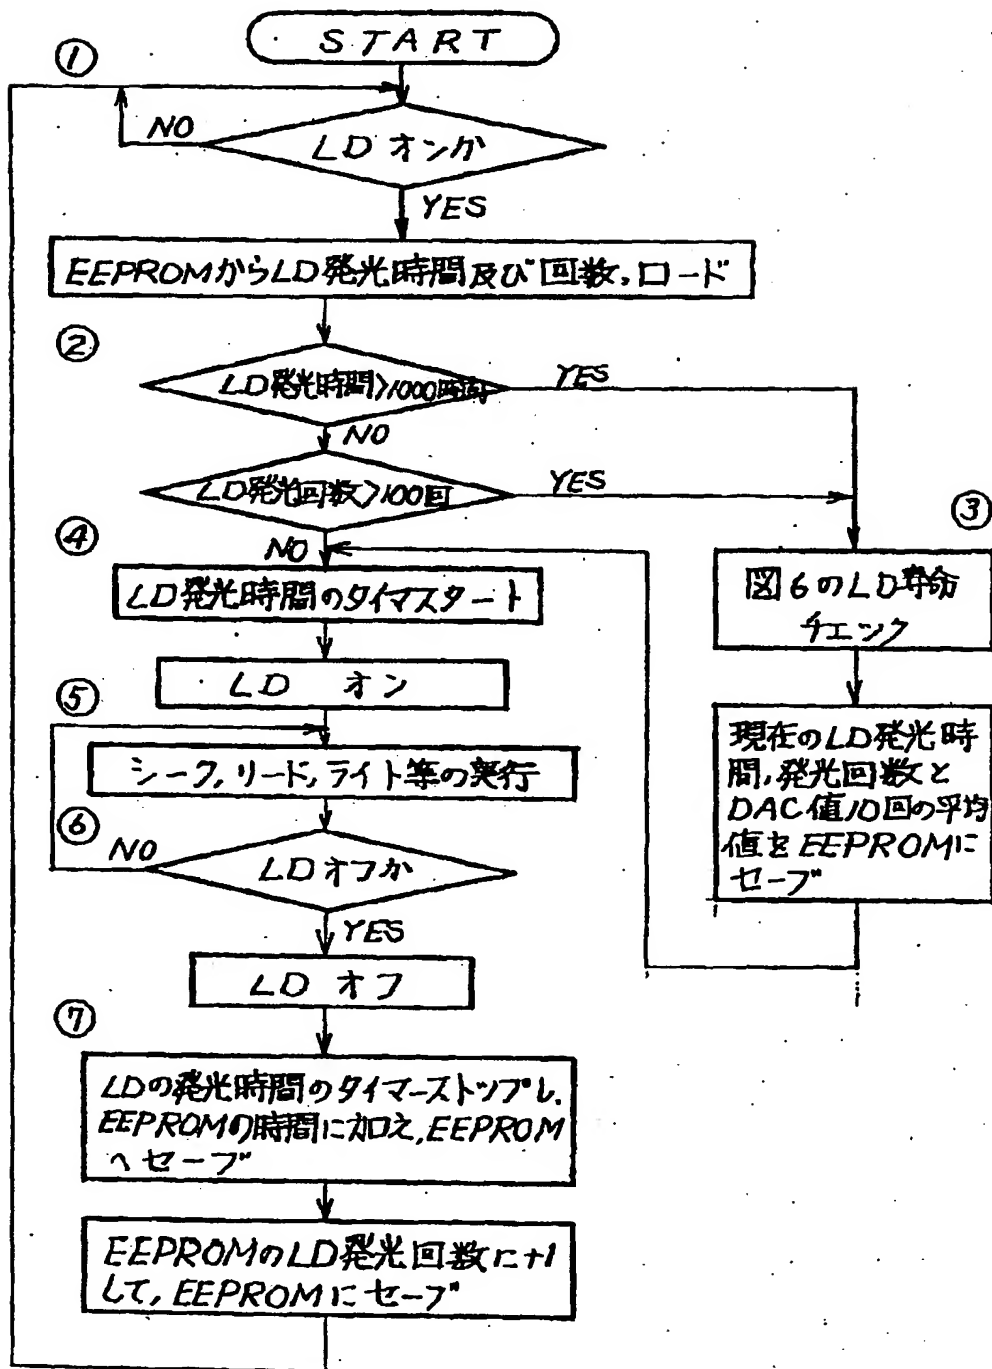 START
①
NO
LD オンか
YES
EEPROMからLD発光時間及び回数,ロード
②
LD発光時間>1000時間
YES
NO
LD発光回数>100回
YES
③
④
NO
LD発光時間のタイマスタート
図6のLD寿命
チェック
LD オン
⑤
現在のLD発光時
間,発光回数と
DAC値10回の平均
値をEEPROMに
セーブ
シーク,リード,ライト等の実行
⑥
NO
LDオフか
YES
LD オフ
⑦
LDの発光時間のタイマーストップし,
EEPROMの時間に加え,EEPROM
へセーブ
EEPROMのLD発光回数に+1
して,EEPROMにセーブ